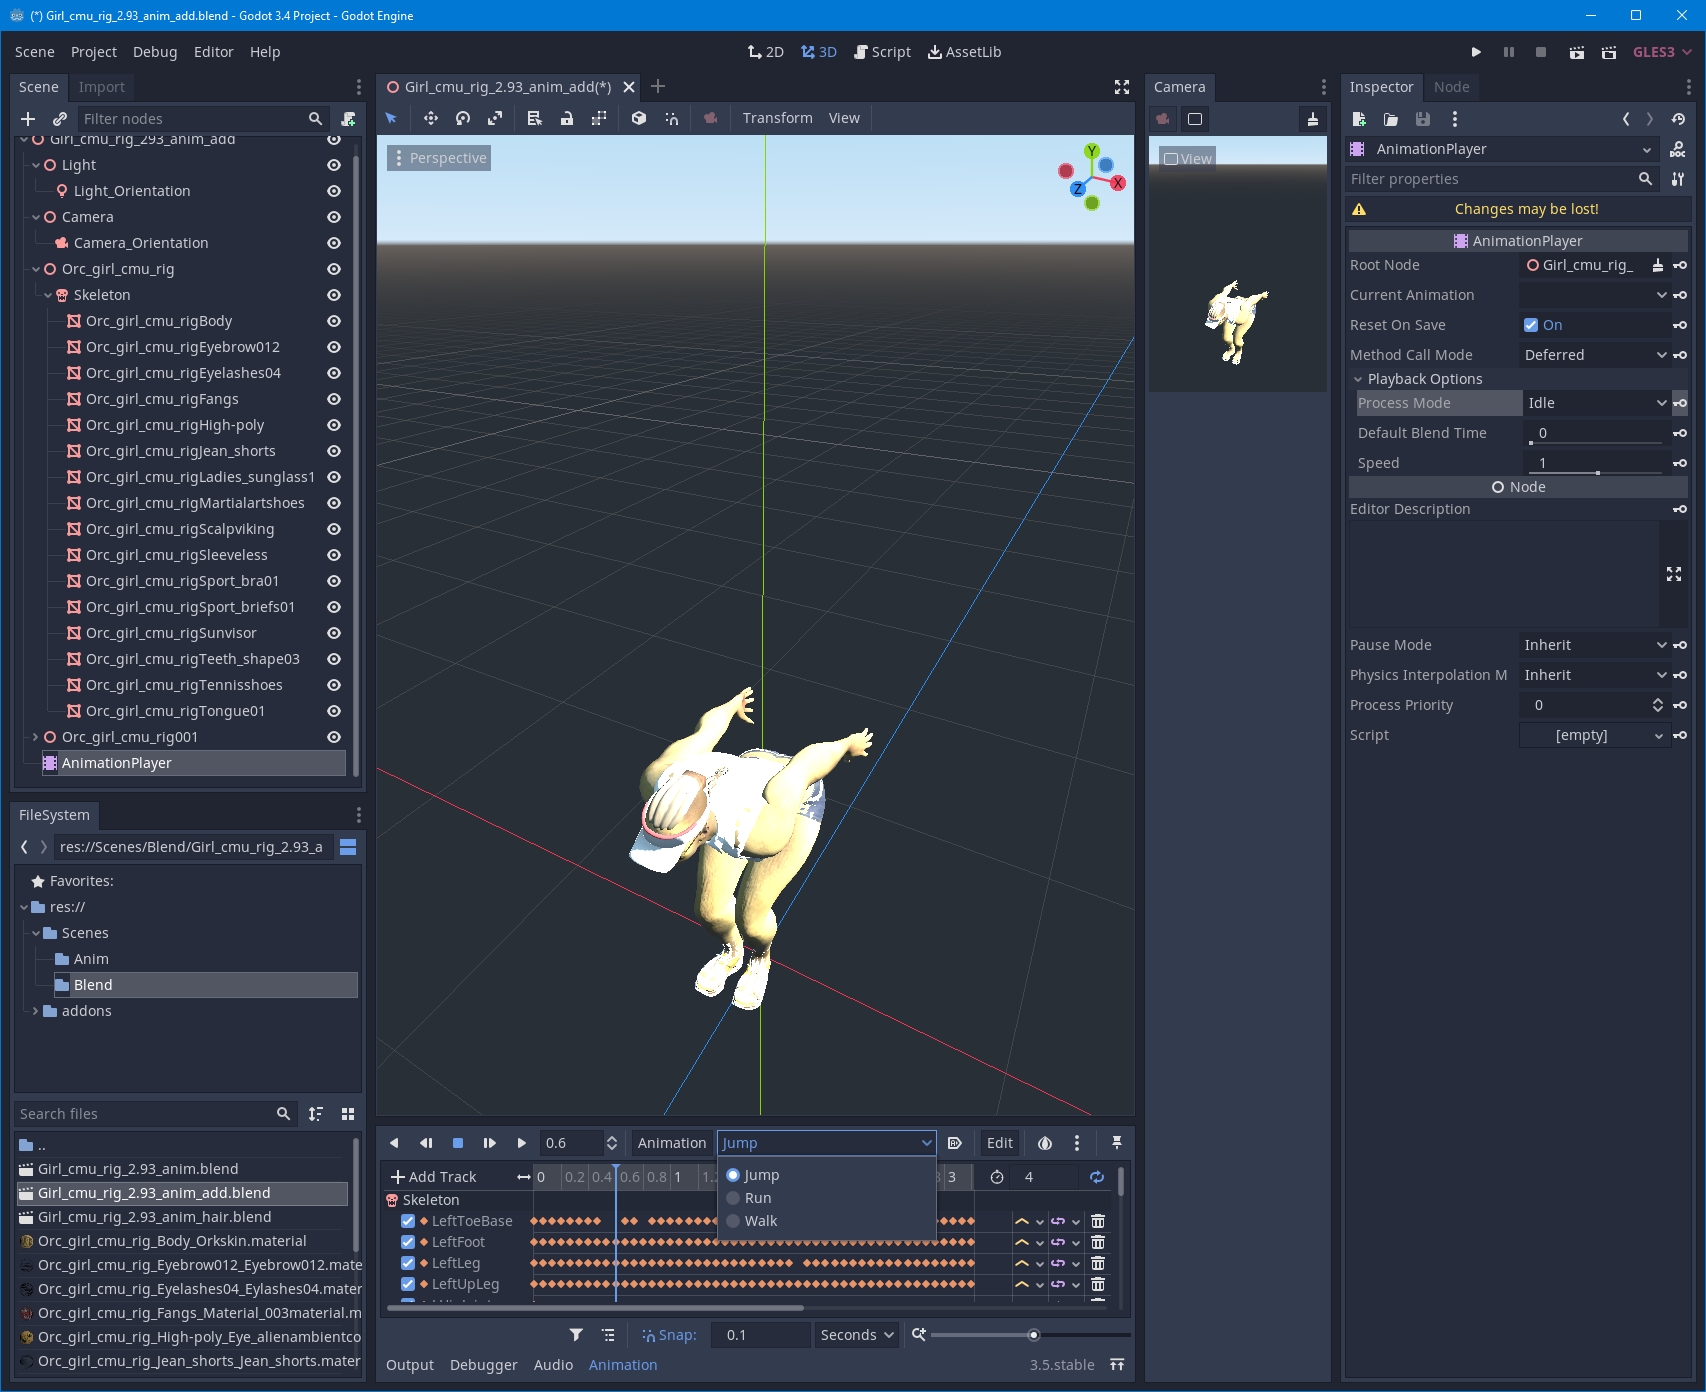 (*) Girl_cmu_rig_2.93_anim_add.blend - Godot 3.4 Project - Godot Engine
Scene Project Debug Editor Help
2D 3D Script AssetLib
GLES3
Scene Import
Filter nodes
Girl_cmu_rig_293_anim_add
Light
Light_Orientation
Camera
Camera_Orientation
Orc_girl_cmu_rig
Skeleton
Orc_girl_cmu_rigBody
Orc_girl_cmu_rigEyebrow012
Orc_girl_cmu_rigEyelashes04
Orc_girl_cmu_rigFangs
Orc_girl_cmu_rigHigh-poly
Orc_girl_cmu_rigJean_shorts
Orc_girl_cmu_rigLadies_sunglass1
Orc_girl_cmu_rigMartialartshoes
Orc_girl_cmu_rigScalpviking
Orc_girl_cmu_rigSleeveless
Orc_girl_cmu_rigSport_bra01
Orc_girl_cmu_rigSport_briefs01
Orc_girl_cmu_rigSunvisor
Orc_girl_cmu_rigTeeth_shape03
Orc_girl_cmu_rigTennisshoes
Orc_girl_cmu_rigTongue01
Orc_girl_cmu_rig001
AnimationPlayer
FileSystem
res://Scenes/Blend/Girl_cmu_rig_2.93_a
Favorites:
res://
Scenes
Anim
Blend
addons
Search files
..
Girl_cmu_rig_2.93_anim.blend
Girl_cmu_rig_2.93_anim_add.blend
Girl_cmu_rig_2.93_anim_hair.blend
Orc_girl_cmu_rig_Body_Orkskin.material
Orc_girl_cmu_rig_Eyebrow012_Eyebrow012.mate
Orc_girl_cmu_rig_Eyelashes04_Eylashes04.mater
Orc_girl_cmu_rig_Fangs_Material_003material.m
Orc_girl_cmu_rig_High-poly_Eye_alienambientco
Orc_girl_cmu_rig_Jean_shorts_Jean_shorts.mater
Girl_cmu_rig_2.93_anim_add(*)
Transform View
Perspective
Y
X
Z
0.6 Animation Jump Edit
Jump
Run
Walk
Add Track 0 0.2 0.4 0.6 0.8 1 3 4
Skeleton
LeftToeBase
LeftFoot
LeftLeg
LeftUpLeg
Snap: 0.1 Seconds
Output Debugger Audio Animation 3.5.stable
Camera
View
Inspector Node
AnimationPlayer
Filter properties
Changes may be lost!
AnimationPlayer
Root Node Girl_cmu_rig_
Current Animation
Reset On Save On
Method Call Mode Deferred
Playback Options
Process Mode Idle
Default Blend Time 0
Speed 1
Node
Editor Description
Pause Mode Inherit
Physics Interpolation M Inherit
Process Priority 0
Script [empty]